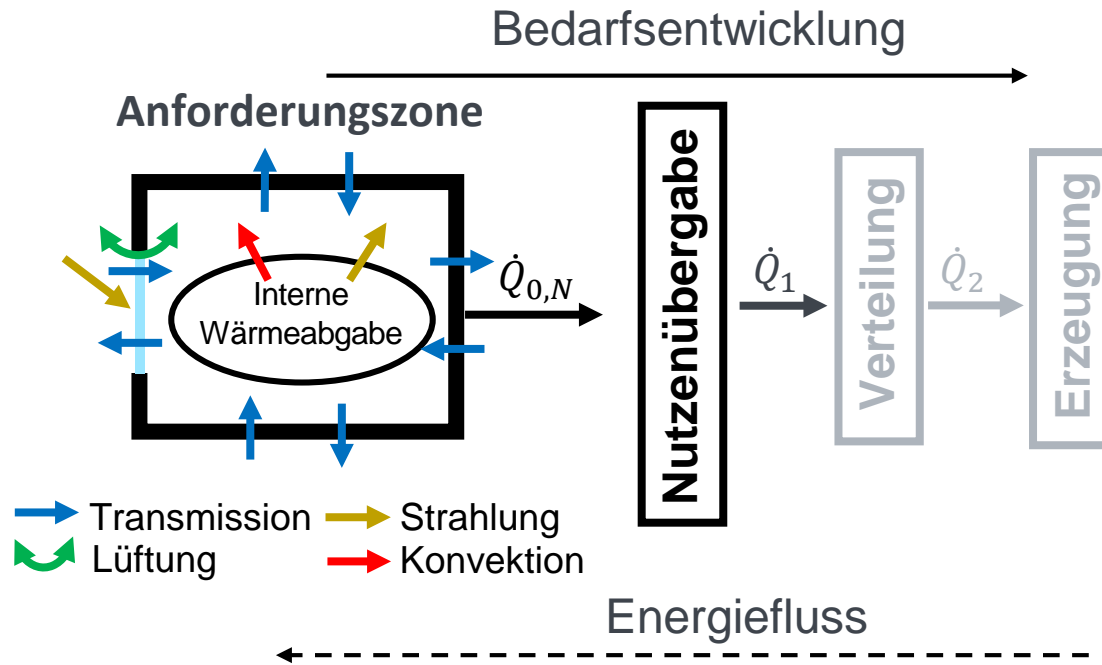 Bedarfsentwicklung
Anforderungszone
Interne
Wärmeabgabe
Q̇₀,N
Nutzenübergabe
Q̇₁
Verteilung
Q̇₂
Erzeugung
Transmission
Strahlung
Lüftung
Konvektion
Energiefluss